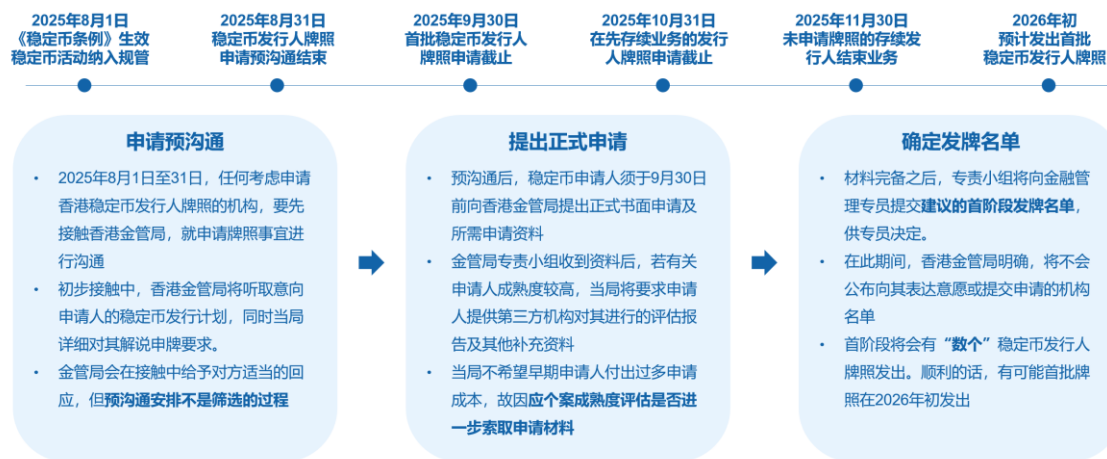 2025年8月1日
《稳定币条例》生效
稳定币活动纳入规管
2025年8月31日
稳定币发行人牌照
申请预沟通结束
2025年9月30日
首批稳定币发行人
牌照申请截止
2025年10月31日
在先存续业务的发行
人牌照申请截止
2025年11月30日
未申请牌照的存续发
行人结束业务
2026年初
预计发出首批
稳定币发行人牌照
申请预沟通
• 2025年8月1日至31日，任何考虑申请
香港稳定币发行人牌照的机构，要先
接触香港金管局，就申请牌照事宜进
行沟通
• 初步接触中，香港金管局将听取意向
申请人的稳定币发行计划，同时当局
详细对其解说申牌要求。
• 金管局会在接触中给予对方适当的回
应，但预沟通安排不是筛选的过程
提出正式申请
• 预沟通后，稳定币申请人须于9月30日
前向香港金管局提出正式书面申请及
所需申请资料
• 金管局专责小组收到资料后，若有关
申请人成熟度较高，当局将要求申请
人提供第三方机构对其进行的评估报
告及其他补充资料
• 当局不希望早期申请人付出过多申请
成本，故因应个案成熟度评估是否进
一步索取申请材料
确定发牌名单
• 材料完备之后，专责小组将向金融管
理专员提交建议的首阶段发牌名单，
供专员决定。
• 在此期间，香港金管局明确，将不会
公布向其表达意愿或提交申请的机构
名单
• 首阶段将会有“数个”稳定币发行人
牌照发出。顺利的话，有可能首批牌
照在2026年初发出